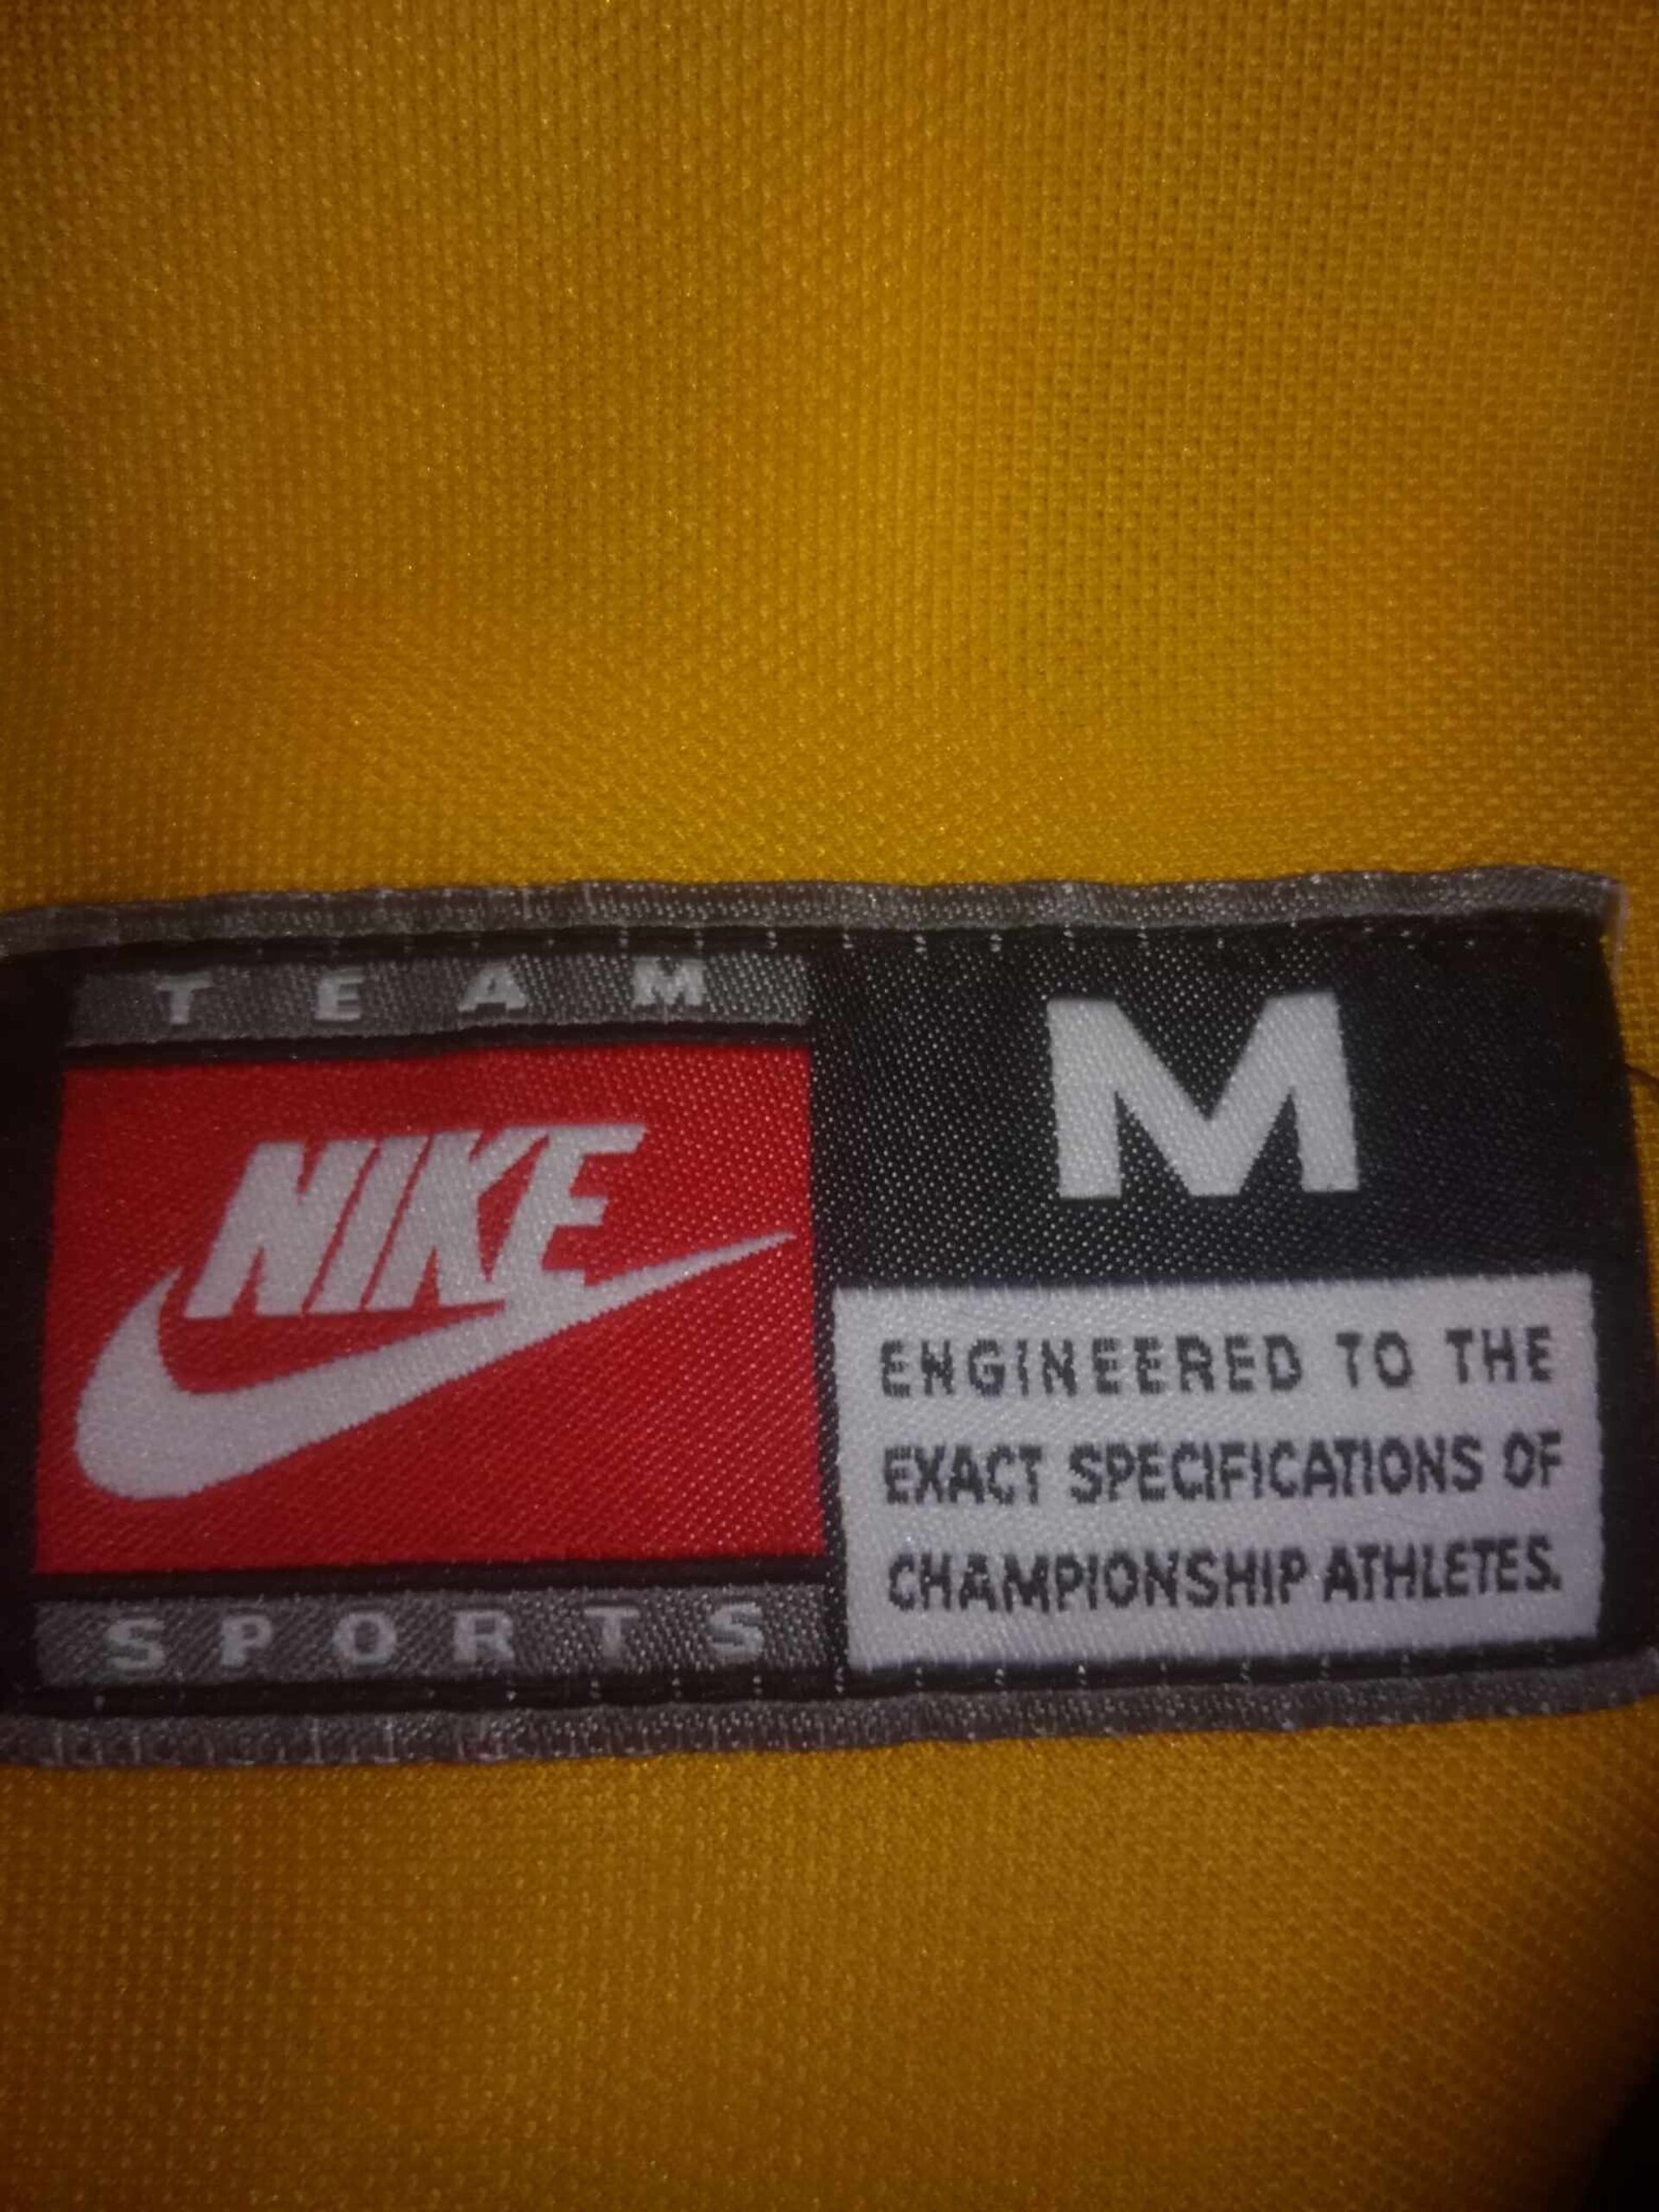 TEAM
NIKE
SPORTS
M
ENGINEERED TO THE
EXACT SPECIFICATIONS OF
CHAMPIONSHIP ATHLETES.